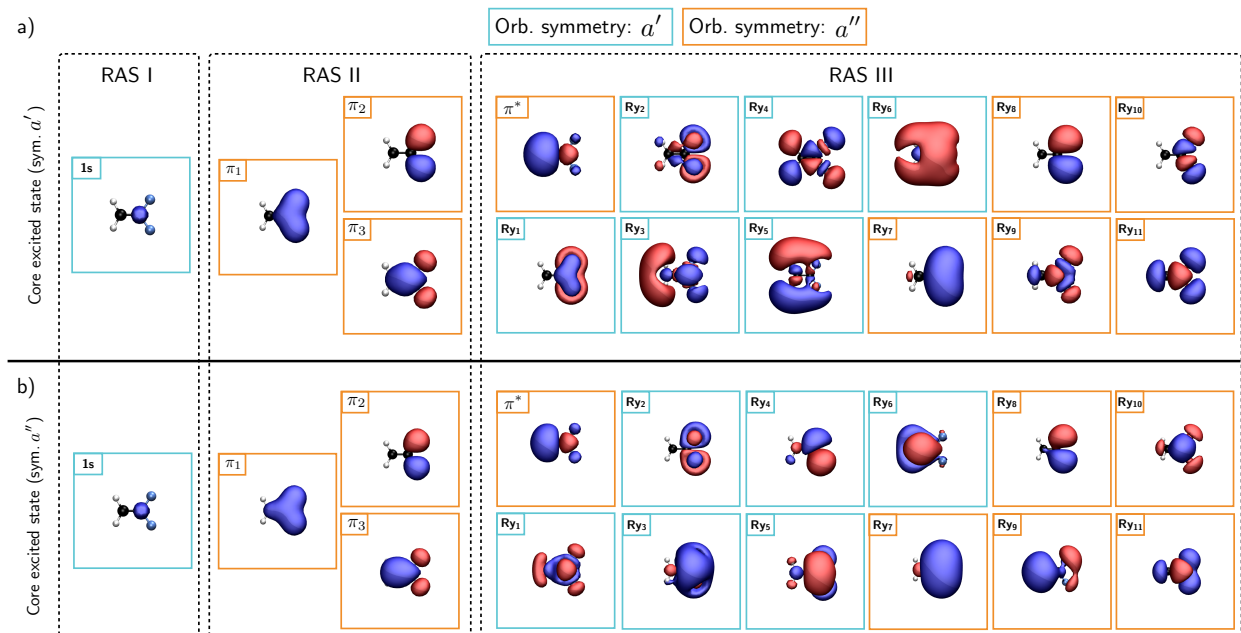 Orb. symmetry: a′
Orb. symmetry: a″
a)
RAS I
RAS II
RAS III
Core excited state (sym. a′)
π2
π*
Ry2
Ry4
Ry6
Ry8
Ry10
1s
π1
π3
Ry1
Ry3
Ry5
Ry7
Ry9
Ry11
b)
Core excited state (sym. a″)
π2
π*
Ry2
Ry4
Ry6
Ry8
Ry10
1s
π1
π3
Ry1
Ry3
Ry5
Ry7
Ry9
Ry11